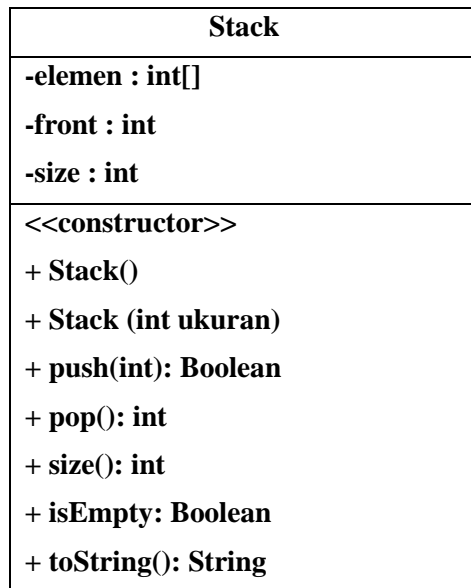 Stack
-elemen : int[]
-front : int
-size : int
<<constructor>>
+ Stack()
+ Stack (int ukuran)
+ push(int): Boolean
+ pop(): int
+ size(): int
+ isEmpty: Boolean
+ toString(): String